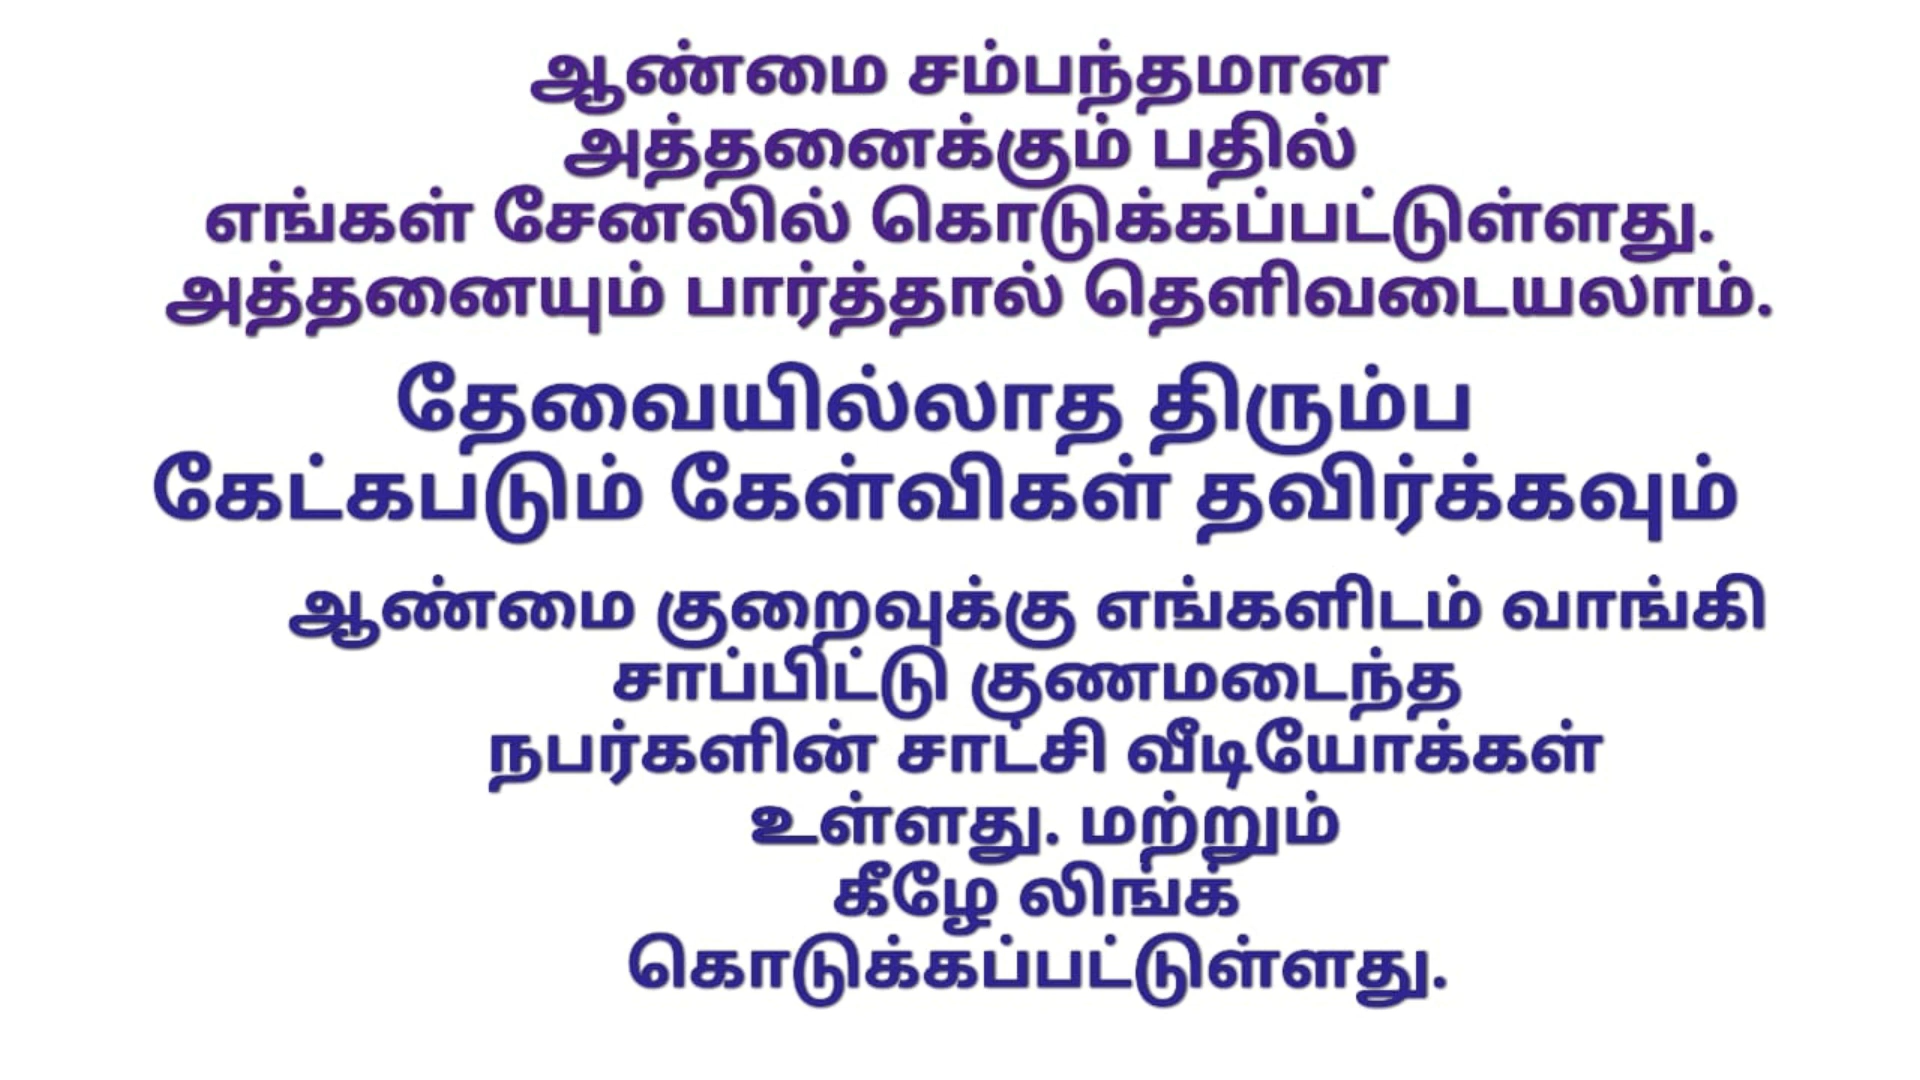 ஆண்மை சம்பந்தமான
அத்தனைக்கும் பதில்
எங்கள் சேனலில் கொடுக்கப்பட்டுள்ளது.
அத்தனையும் பார்த்தால் தெளிவடையலாம்.
தேவையில்லாத திரும்ப
கேட்கபடும் கேள்விகள் தவிர்க்கவும்
ஆண்மை குறைவுக்கு எங்களிடம் வாங்கி
சாப்பிட்டு குணமடைந்த
நபர்களின் சாட்சி வீடியோக்கள்
உள்ளது. மற்றும்
கீழே லிங்க்
கொடுக்கப்பட்டுள்ளது.